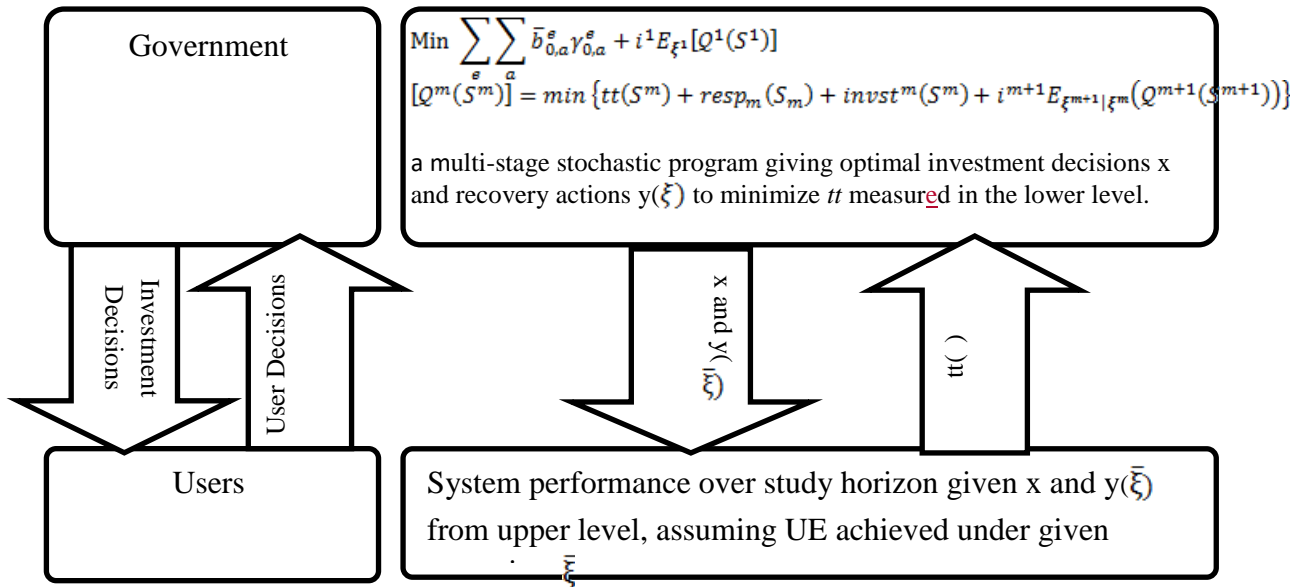 Government
Min ∑ₑ ∑ₐ b̄ᵉ₀,ₐγᵉ₀,ₐ + i¹E_ξ¹[Q¹(S¹)]
[Qᵐ(Sᵐ)] = min {tt(Sᵐ) + respₘ(Sₘ) + invstᵐ(Sᵐ) + iᵐ⁺¹E_ξᵐ⁺¹|ξᵐ(Qᵐ⁺¹(Sᵐ⁺¹))}
a multi-stage stochastic program giving optimal investment decisions x
and recovery actions y(ξ̄) to minimize tt measured in the lower level.
Investment
Decisions
User Decisions
x and y(
ξ̄)
tt( )
Users
System performance over study horizon given x and y(ξ̄)
from upper level, assuming UE achieved under given
ξ̄